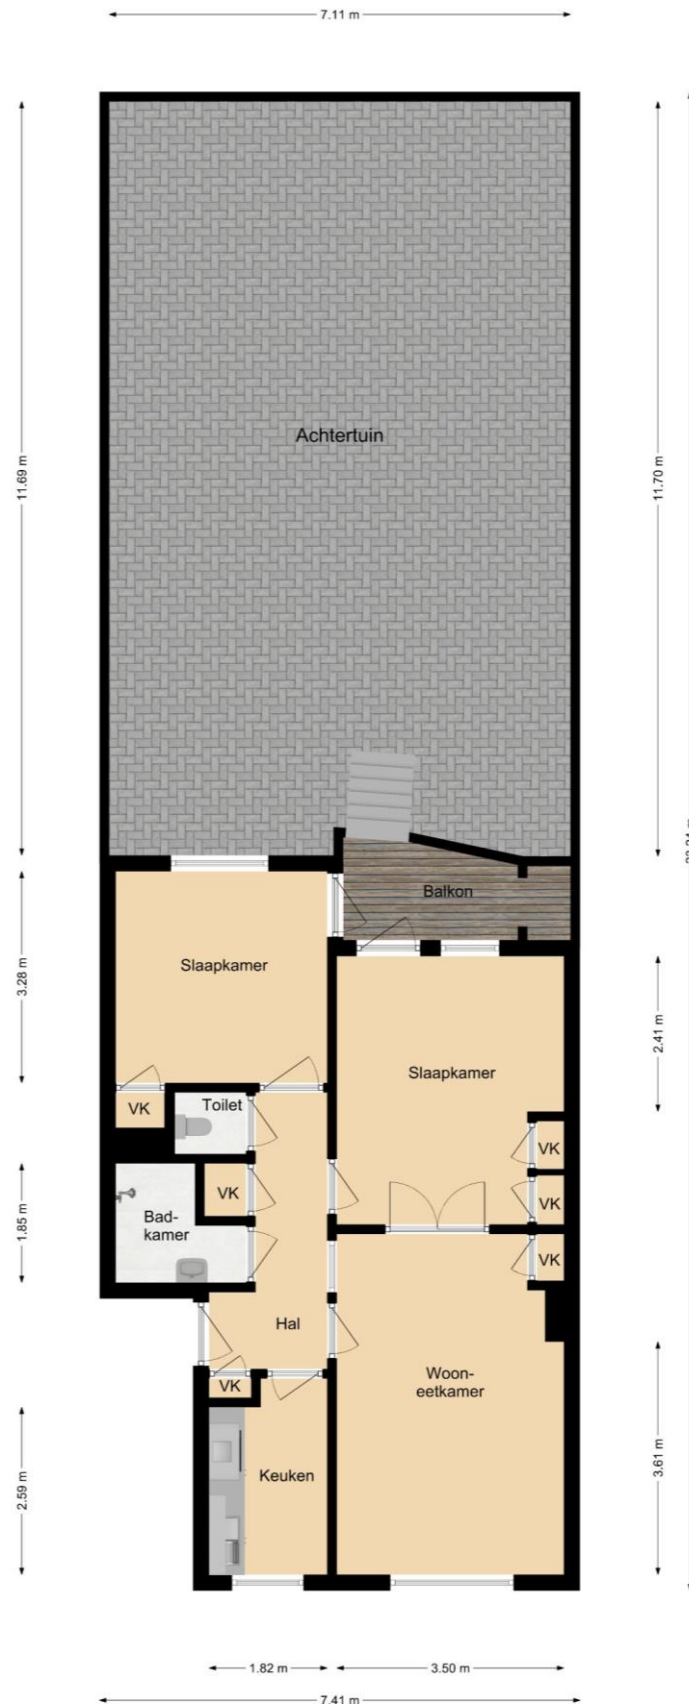 7.11 m
Achtertuin
11.69 m
11.70 m
Balkon
Slaapkamer
3.28 m
Slaapkamer
2.41 m
VK
Toilet
VK
VK
VK
Bad-
kamer
1.85 m
VK
Hal
Woon-
eetkamer
VK
Keuken
2.59 m
3.61 m
1.82 m
3.50 m
7.41 m